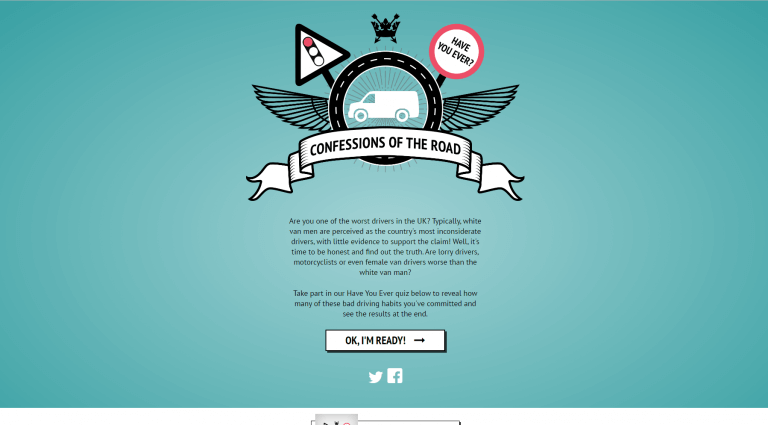 HAVE
YOU EVER?
CONFESSIONS OF THE ROAD
Are you one of the worst drivers in the UK? Typically, white
van men are perceived as the country's most inconsiderate
drivers, with little evidence to support the claim! Well, it's
time to be honest and find out the truth. Are lorry drivers,
motorcyclists or even female van drivers worse than the
white van man?
Take part in our Have You Ever quiz below to reveal how
many of these bad driving habits you've committed and
see the results at the end.
OK, I'M READY!